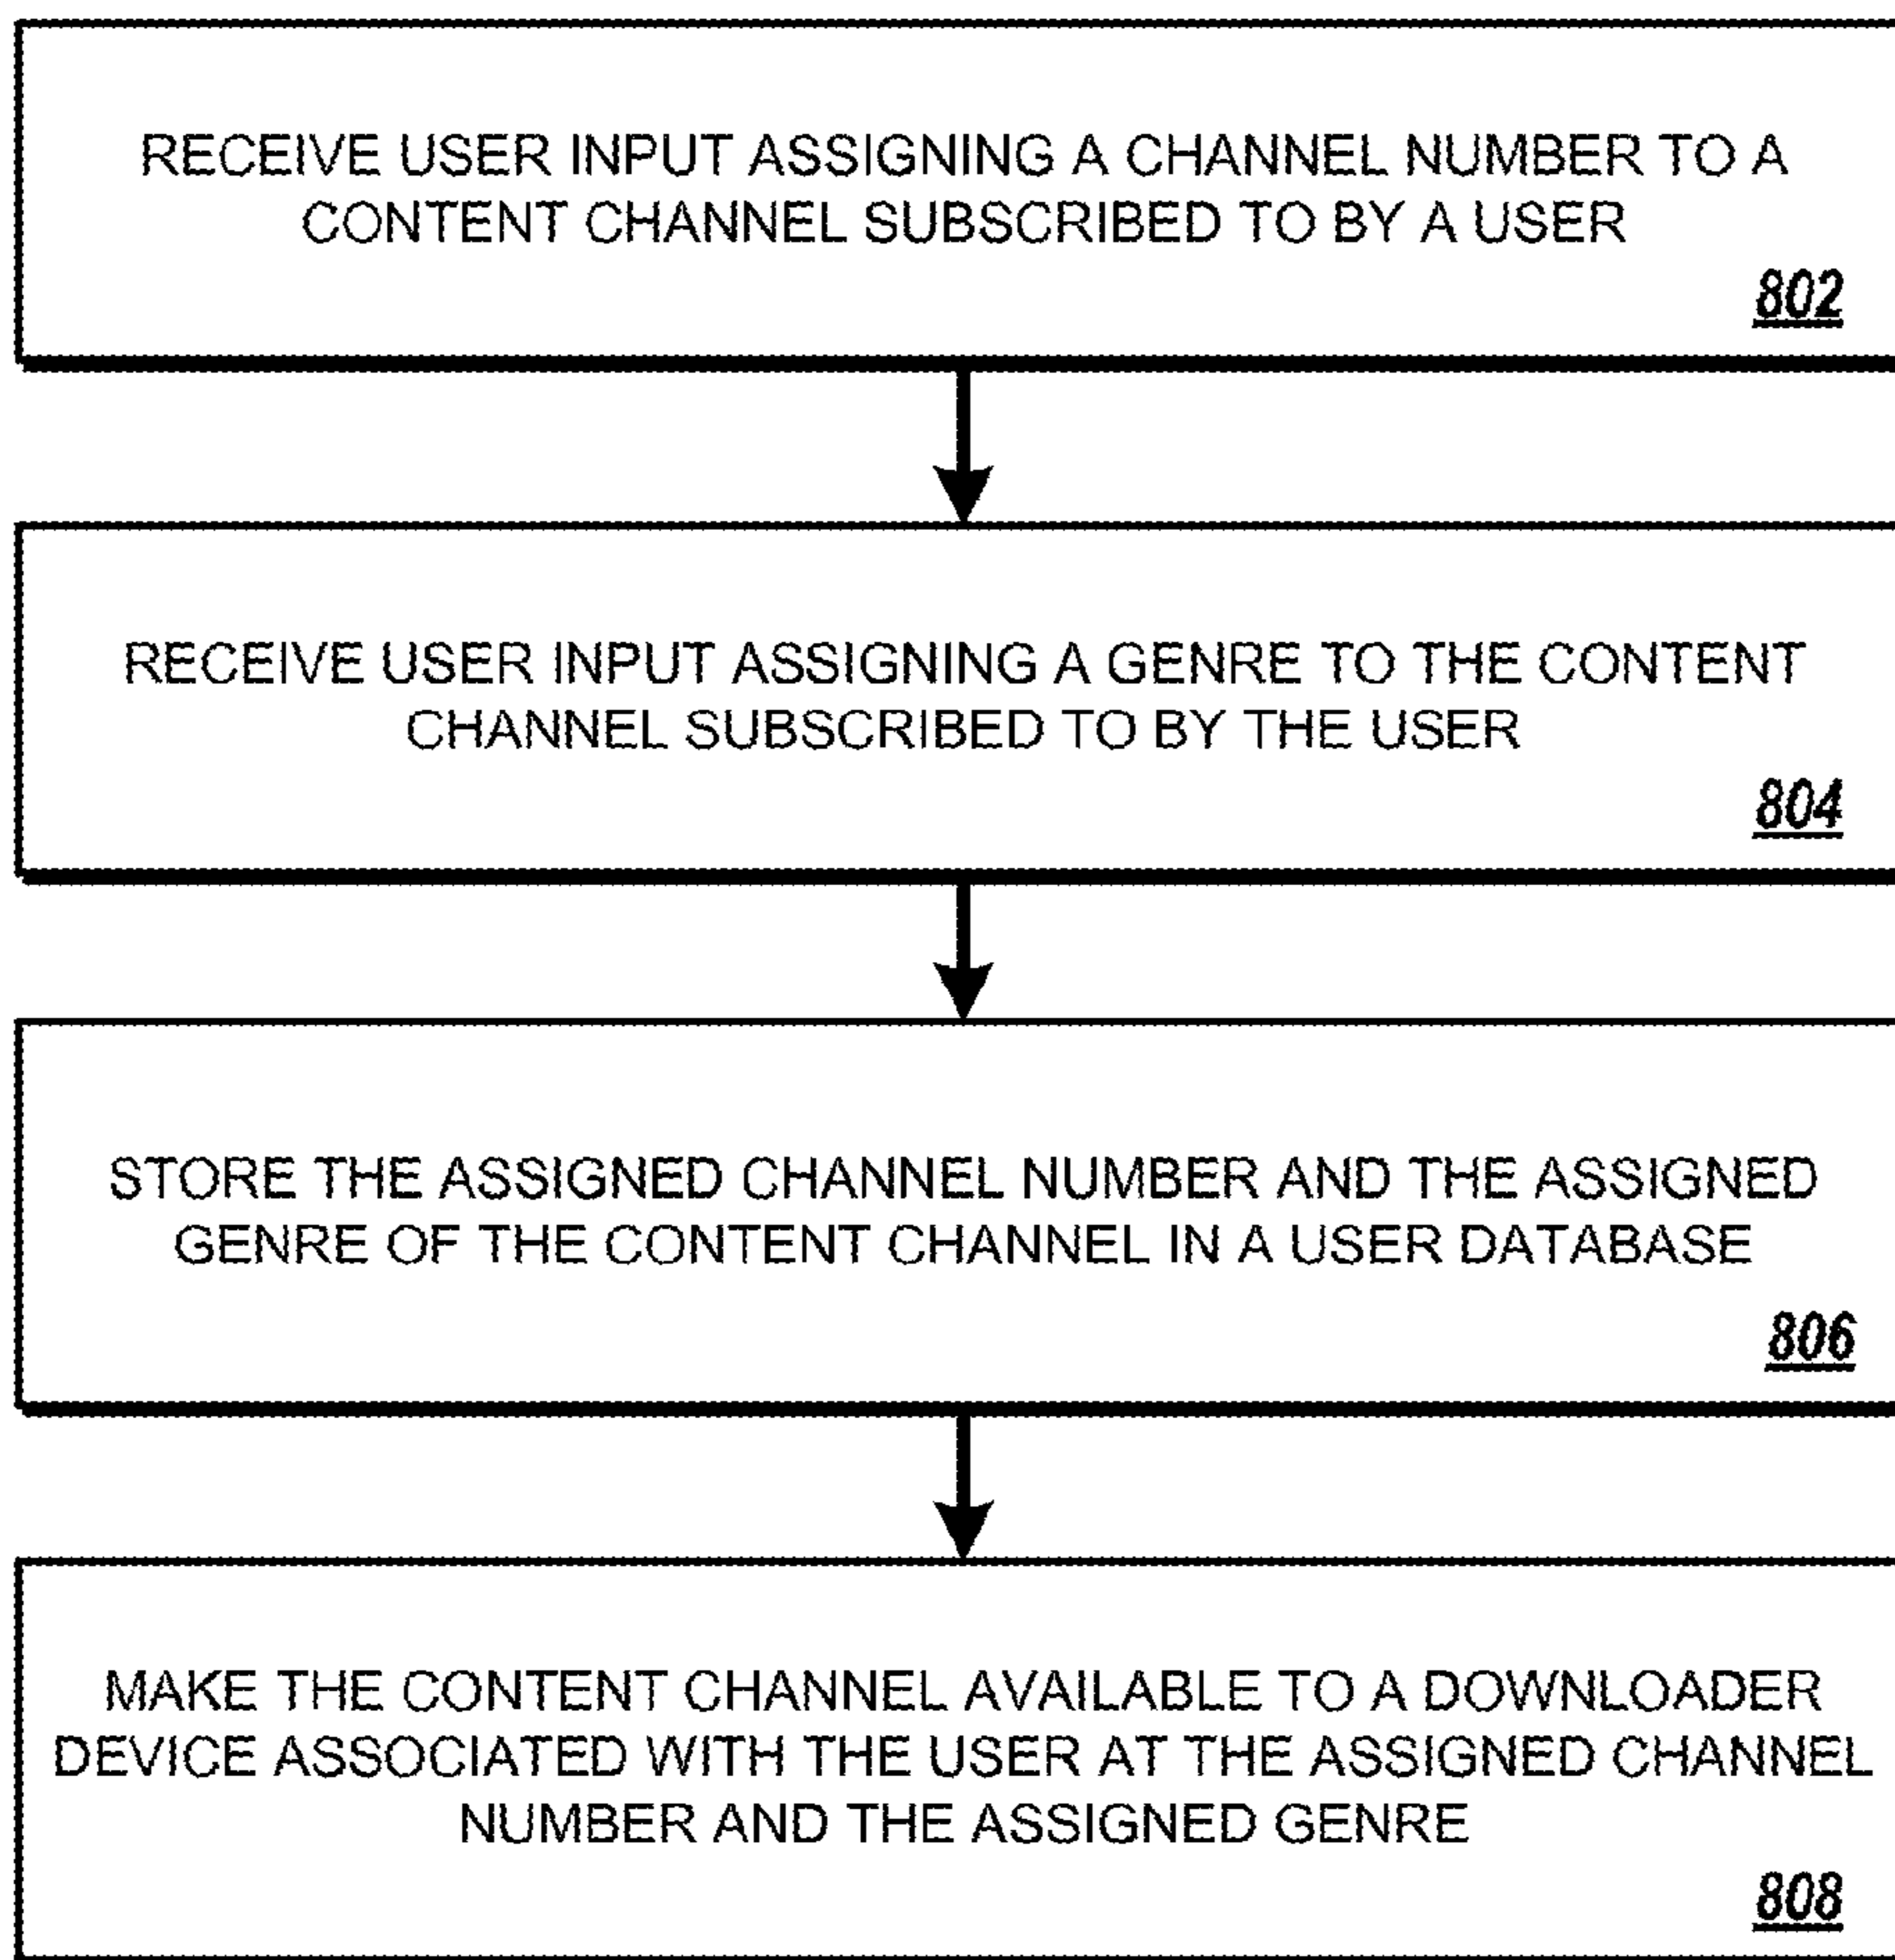 RECEIVE USER INPUT ASSIGNING A CHANNEL NUMBER TO A
CONTENT CHANNEL SUBSCRIBED TO BY A USER
802
RECEIVE USER INPUT ASSIGNING A GENRE TO THE CONTENT
CHANNEL SUBSCRIBED TO BY THE USER
804
STORE THE ASSIGNED CHANNEL NUMBER AND THE ASSIGNED
GENRE OF THE CONTENT CHANNEL IN A USER DATABASE
806
MAKE THE CONTENT CHANNEL AVAILABLE TO A DOWNLOADER
DEVICE ASSOCIATED WITH THE USER AT THE ASSIGNED CHANNEL
NUMBER AND THE ASSIGNED GENRE
808